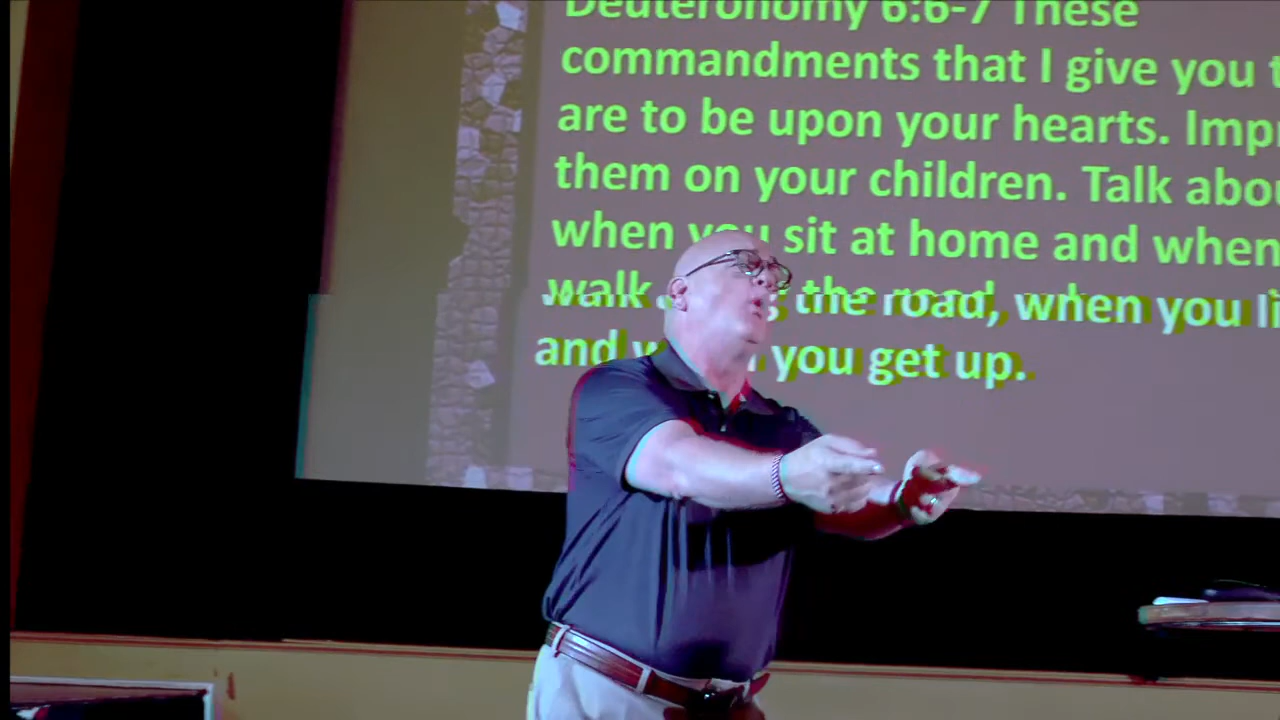 Deuteronomy 6:6-7 These
commandments that I give you
are to be upon your hearts.
them on your children. Talk
when you sit at home and when
walk the road, when you
and you get up.